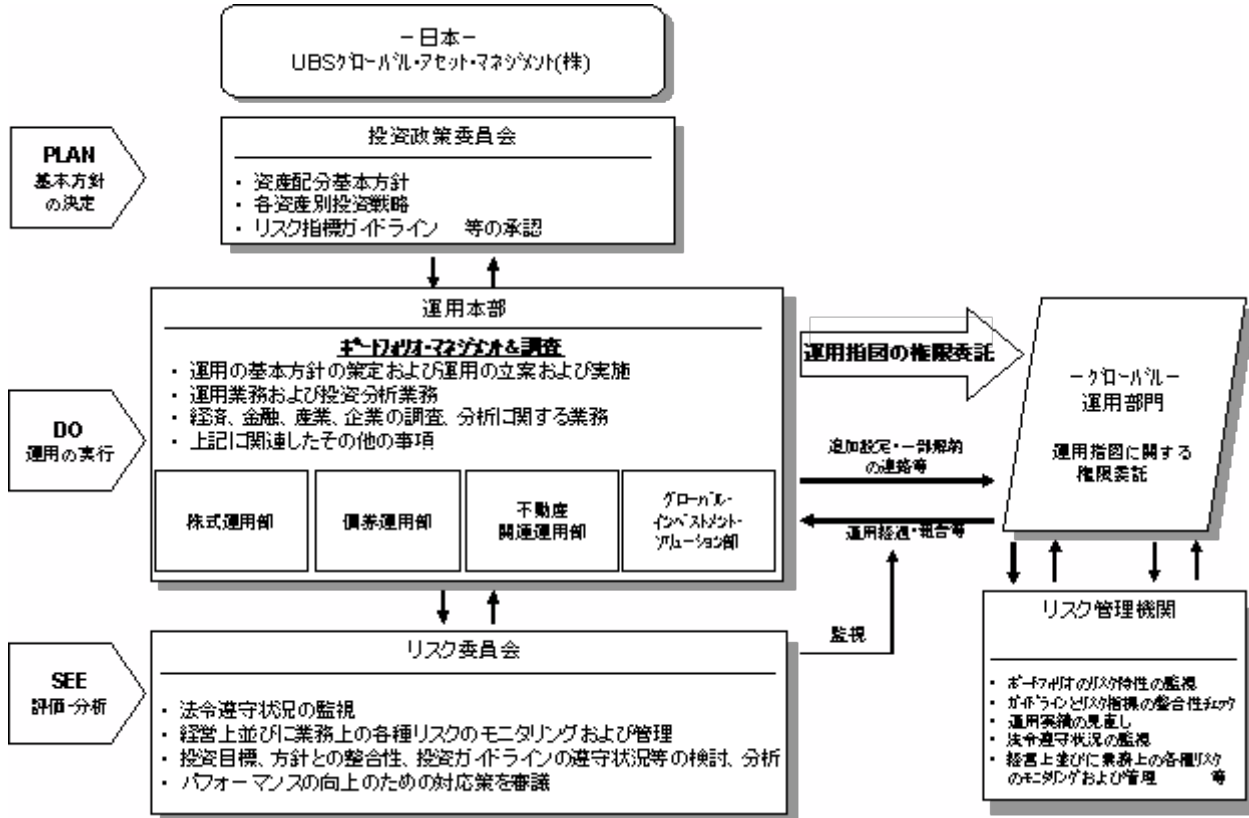 －日本－
UBSｸﾞﾛｰﾊﾞﾙ・ｱｾｯﾄ・ﾏﾈｼﾞﾒﾝﾄ(株)
PLAN
基本方針
の決定
投資政策委員会
・ 資産配分基本方針
・ 各資産別投資戦略
・ リスク指標ガイドライン 等の承認
DO
運用の実行
運用本部
ﾎﾟｰﾄﾌｫﾘｵ・ﾏﾈｼﾞﾒﾝﾄ&調査
・ 運用の基本方針の策定および運用の立案および実施
・ 運用業務および投資分析業務
・ 経済、金融、産業、企業の調査、分析に関する業務
・ 上記に関連したその他の事項
株式運用部
債券運用部
不動産
関連運用部
ｸﾞﾛｰﾊﾞﾙ・
ｲﾝﾍﾞｽﾄﾒﾝﾄ・
ｿﾘｭｰｼｮﾝ部
運用指図の権限委託
追加設定・一部解約
の連絡等
運用経過・報告等
監視
－ｸﾞﾛｰﾊﾞﾙ－
運用部門
運用指図に関する
権限委託
SEE
評価・分析
リスク委員会
・ 法令遵守状況の監視
・ 経営上並びに業務上の各種リスクのモニタリングおよび管理
・ 投資目標、方針との整合性、投資ガイドラインの遵守状況等の検討、分析
・ パフォーマンスの向上のための対応策を審議
リスク管理機関
・ ﾎﾟｰﾄﾌｫﾘｵのﾘｽｸ特性の監視
・ ｶﾞｲﾄﾞﾗｲﾝとﾘｽｸ指標の整合性ﾁｪｯｸ
・ 運用実績の見直し
・ 法令遵守状況の監視
・ 経営上並びに業務上の各種ﾘｽｸ
のﾓﾆﾀﾘﾝｸﾞおよび管理 等